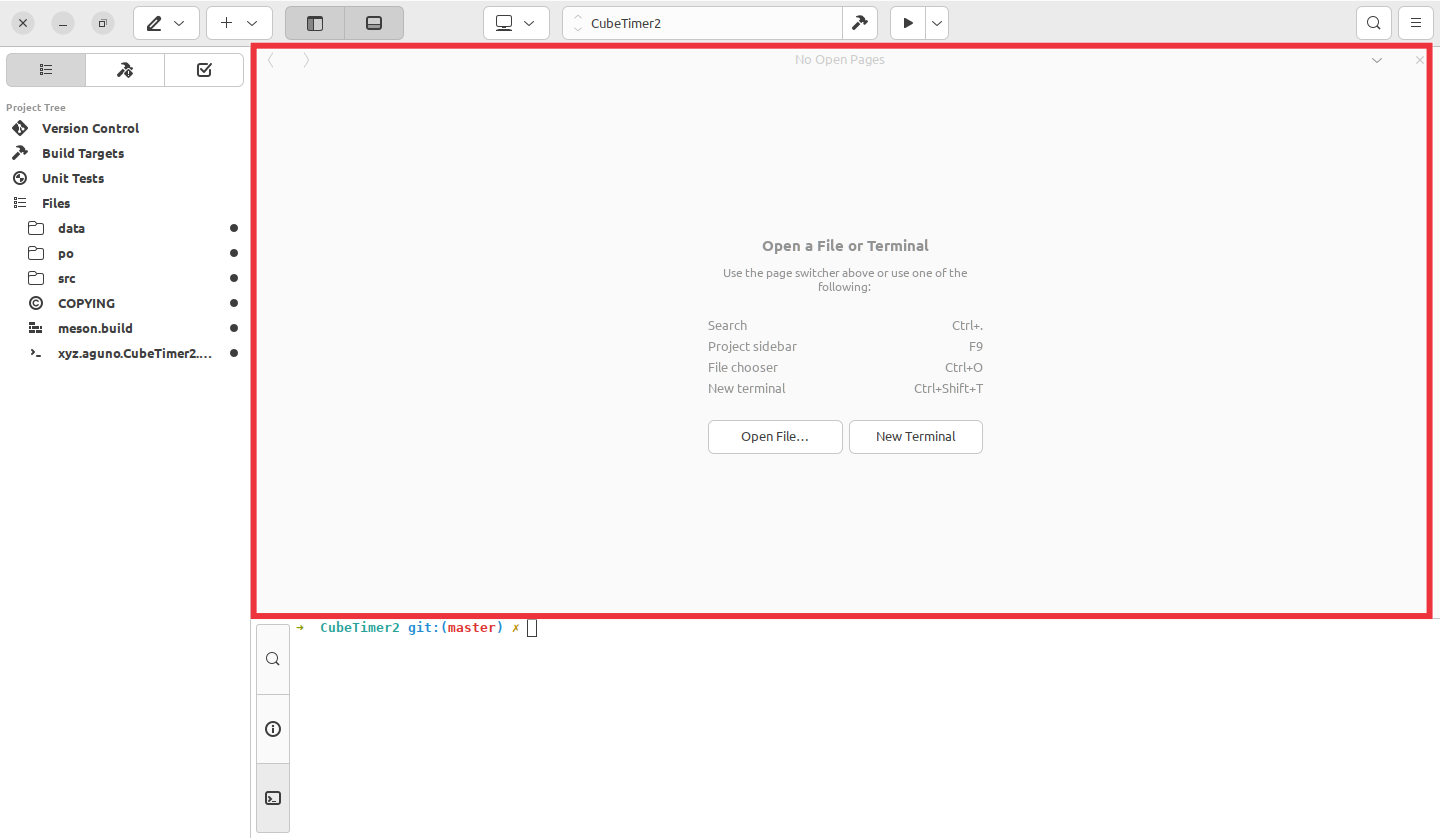 CubeTimer2
Project Tree
Version Control
Build Targets
Unit Tests
Files
data
po
src
COPYING
meson.build
xyz.aguno.CubeTimer2....
No Open Pages
Open a File or Terminal
Use the page switcher above or use one of the
following:
Search Ctrl+.
Project sidebar F9
File chooser Ctrl+O
New terminal Ctrl+Shift+T
Open File... New Terminal
➜ CubeTimer2 git:(master) ✗